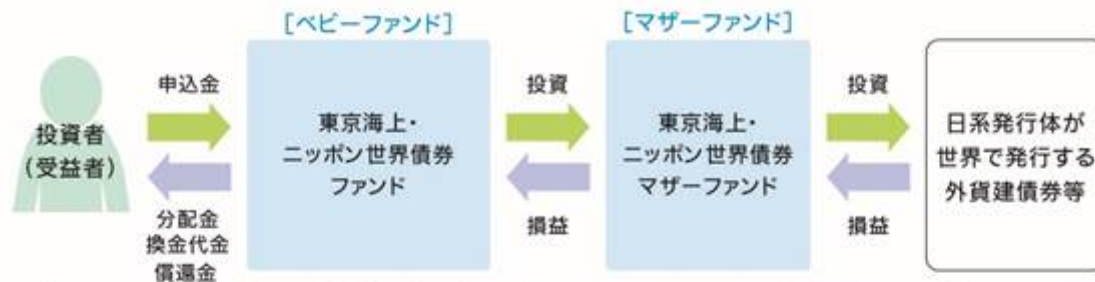 [ベビーファンド]
[マザーファンド]
申込金
投資
投資
投資者
(受益者)
東京海上・
ニッポン世界債券
ファンド
東京海上・
ニッポン世界債券
マザーファンド
日系発行体が
世界で発行する
外貨建債券等
分配金
換金代金
償還金
損益
損益